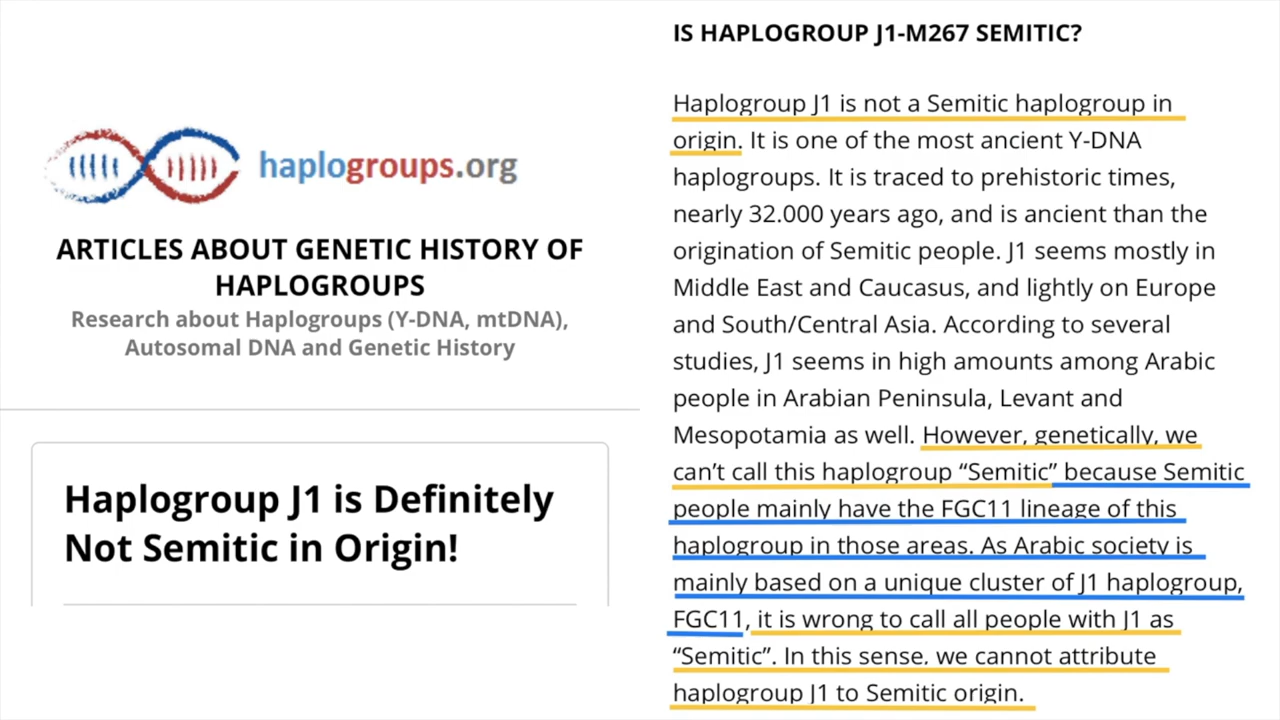 haplogroups.org
ARTICLES ABOUT GENETIC HISTORY OF
HAPLOGROUPS
Research about Haplogroups (Y-DNA, mtDNA),
Autosomal DNA and Genetic History
Haplogroup J1 is Definitely
Not Semitic in Origin!
IS HAPLOGROUP J1-M267 SEMITIC?
Haplogroup J1 is not a Semitic haplogroup in
origin. It is one of the most ancient Y-DNA
haplogroups. It is traced to prehistoric times,
nearly 32.000 years ago, and is ancient than the
origination of Semitic people. J1 seems mostly in
Middle East and Caucasus, and lightly on Europe
and South/Central Asia. According to several
studies, J1 seems in high amounts among Arabic
people in Arabian Peninsula, Levant and
Mesopotamia as well. However, genetically, we
can’t call this haplogroup “Semitic” because Semitic
people mainly have the FGC11 lineage of this
haplogroup in those areas. As Arabic society is
mainly based on a unique cluster of J1 haplogroup,
FGC11, it is wrong to call all people with J1 as
“Semitic”. In this sense, we cannot attribute
haplogroup J1 to Semitic origin.